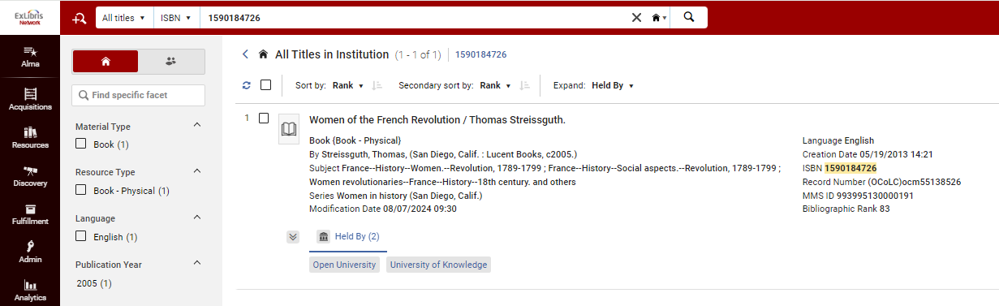 ExLibris
Network
All titles
ISBN
1590184726
Alma
Acquisitions
Resources
Discovery
Fulfillment
Admin
Analytics
Find specific facet
Material Type
Book (1)
Resource Type
Book - Physical (1)
Language
English (1)
Publication Year
2005 (1)
All Titles in Institution (1 - 1 of 1) 1590184726
Sort by: Rank Secondary sort by: Rank Expand: Held By
1
Women of the French Revolution / Thomas Streissguth.
Book {Book - Physical}
By Streissguth, Thomas, (San Diego, Calif. : Lucent Books, c2005.)
Subject France--History--Women.--Revolution, 1789-1799 ; France--History--Social aspects.--Revolution, 1789-1799 ;
Women revolutionaries--France--History--18th century. and others
Series Women in history (San Diego, Calif.)
Modification Date 08/07/2024 09:30
Language English
Creation Date 05/19/2013 14:21
ISBN 1590184726
Record Number (OCoLC)ocm55138526
MMS ID 993995130000191
Bibliographic Rank 83
Held By (2)
Open University
University of Knowledge